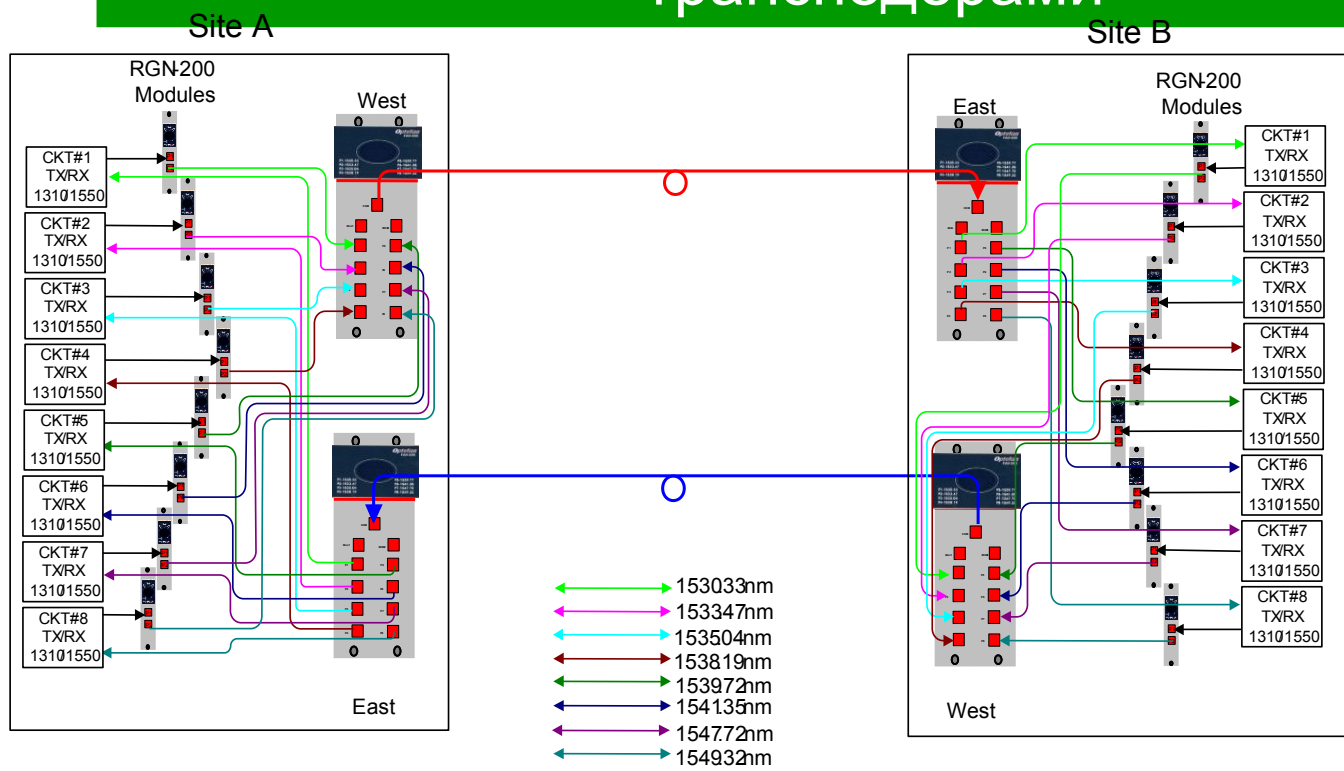 Site A
Site B
RGN-200
Modules
West
East
RGN-200
Modules
Optelian
CKT#1
TX/RX
1310/1550
CKT#2
TX/RX
1310/1550
CKT#3
TX/RX
1310/1550
CKT#4
TX/RX
1310/1550
CKT#5
TX/RX
1310/1550
CKT#6
TX/RX
1310/1550
CKT#7
TX/RX
1310/1550
CKT#8
TX/RX
1310/1550
Optelian
East
1530.33nm
1533.47nm
1535.04nm
1538.19nm
1539.72nm
1541.35nm
1547.72nm
1549.32nm
Optelian
CKT#1
TX/RX
1310/1550
CKT#2
TX/RX
1310/1550
CKT#3
TX/RX
1310/1550
CKT#4
TX/RX
1310/1550
CKT#5
TX/RX
1310/1550
CKT#6
TX/RX
1310/1550
CKT#7
TX/RX
1310/1550
CKT#8
TX/RX
1310/1550
Optelian
West